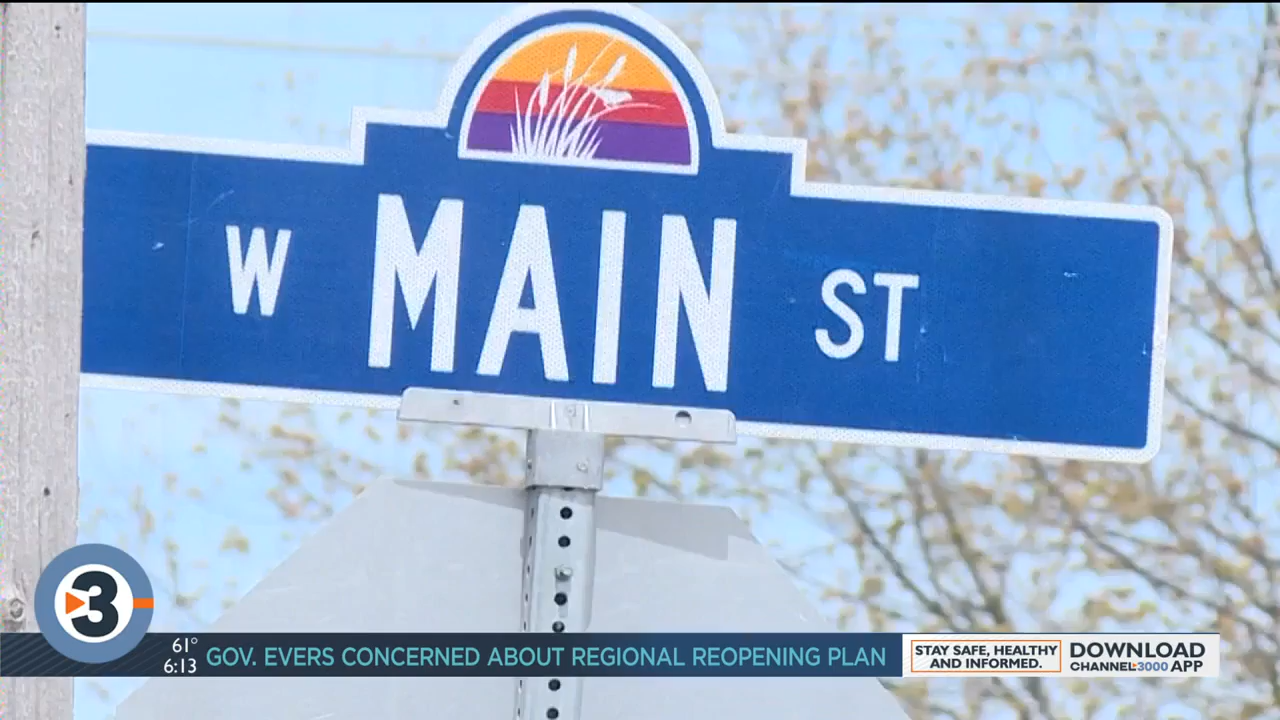 W MAIN ST
3
61°
6:13
GOV. EVERS CONCERNED ABOUT REGIONAL REOPENING PLAN
STAY SAFE, HEALTHY
AND INFORMED.
DOWNLOAD
CHANNEL3000 APP